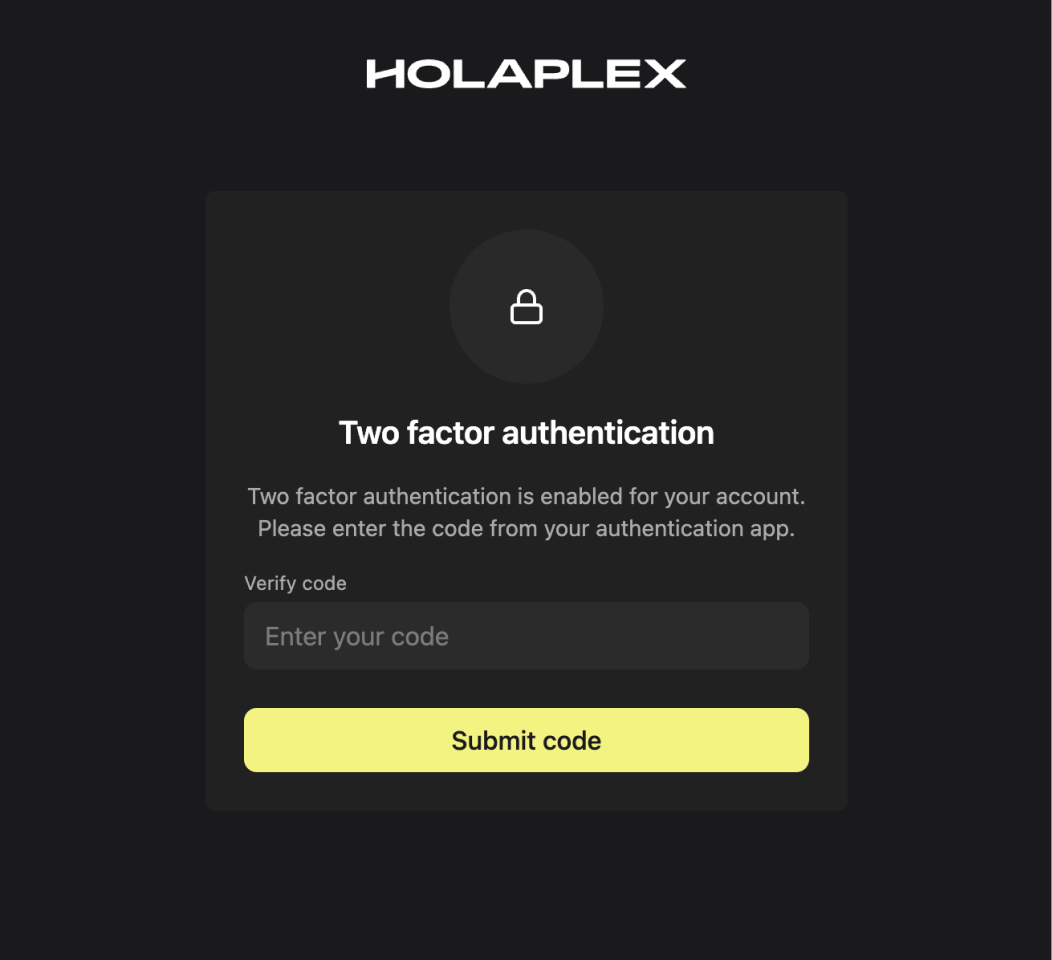 HOLAPLEX
Two factor authentication
Two factor authentication is enabled for your account.
Please enter the code from your authentication app.
Verify code
Enter your code
Submit code